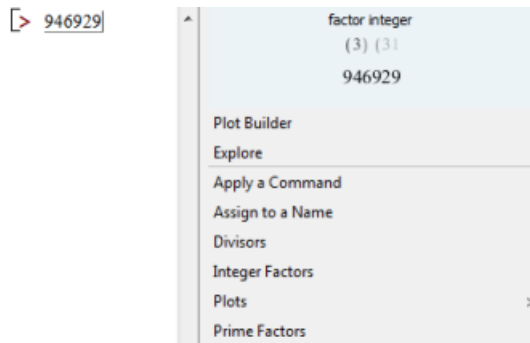 > 946929
factor integer
(3) (31
946929
Plot Builder
Explore
Apply a Command
Assign to a Name
Divisors
Integer Factors
Plots
Prime Factors